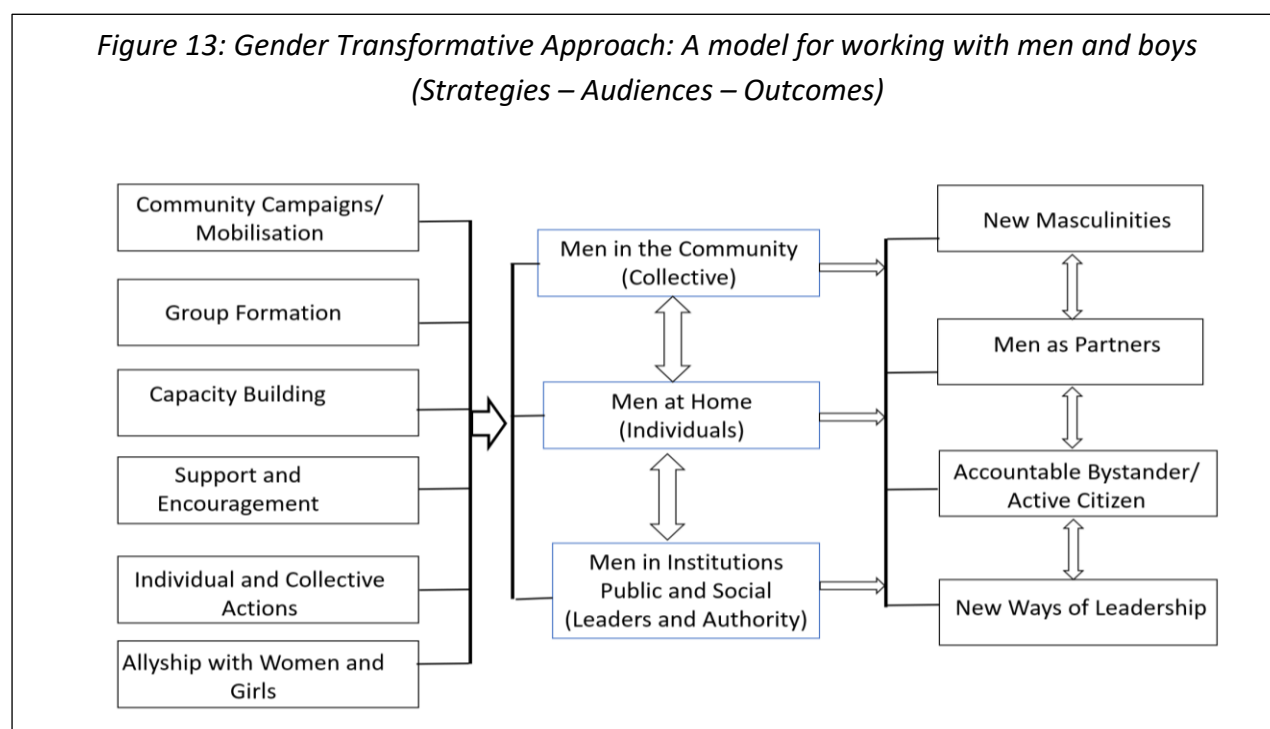 Figure 13: Gender Transformative Approach: A model for working with men and boys
(Strategies – Audiences – Outcomes)
Community Campaigns/
Mobilisation
Group Formation
Capacity Building
Support and
Encouragement
Individual and Collective
Actions
Allyship with Women and
Girls
Men in the Community
(Collective)
Men at Home
(Individuals)
Men in Institutions
Public and Social
(Leaders and Authority)
New Masculinities
Men as Partners
Accountable Bystander/
Active Citizen
New Ways of Leadership